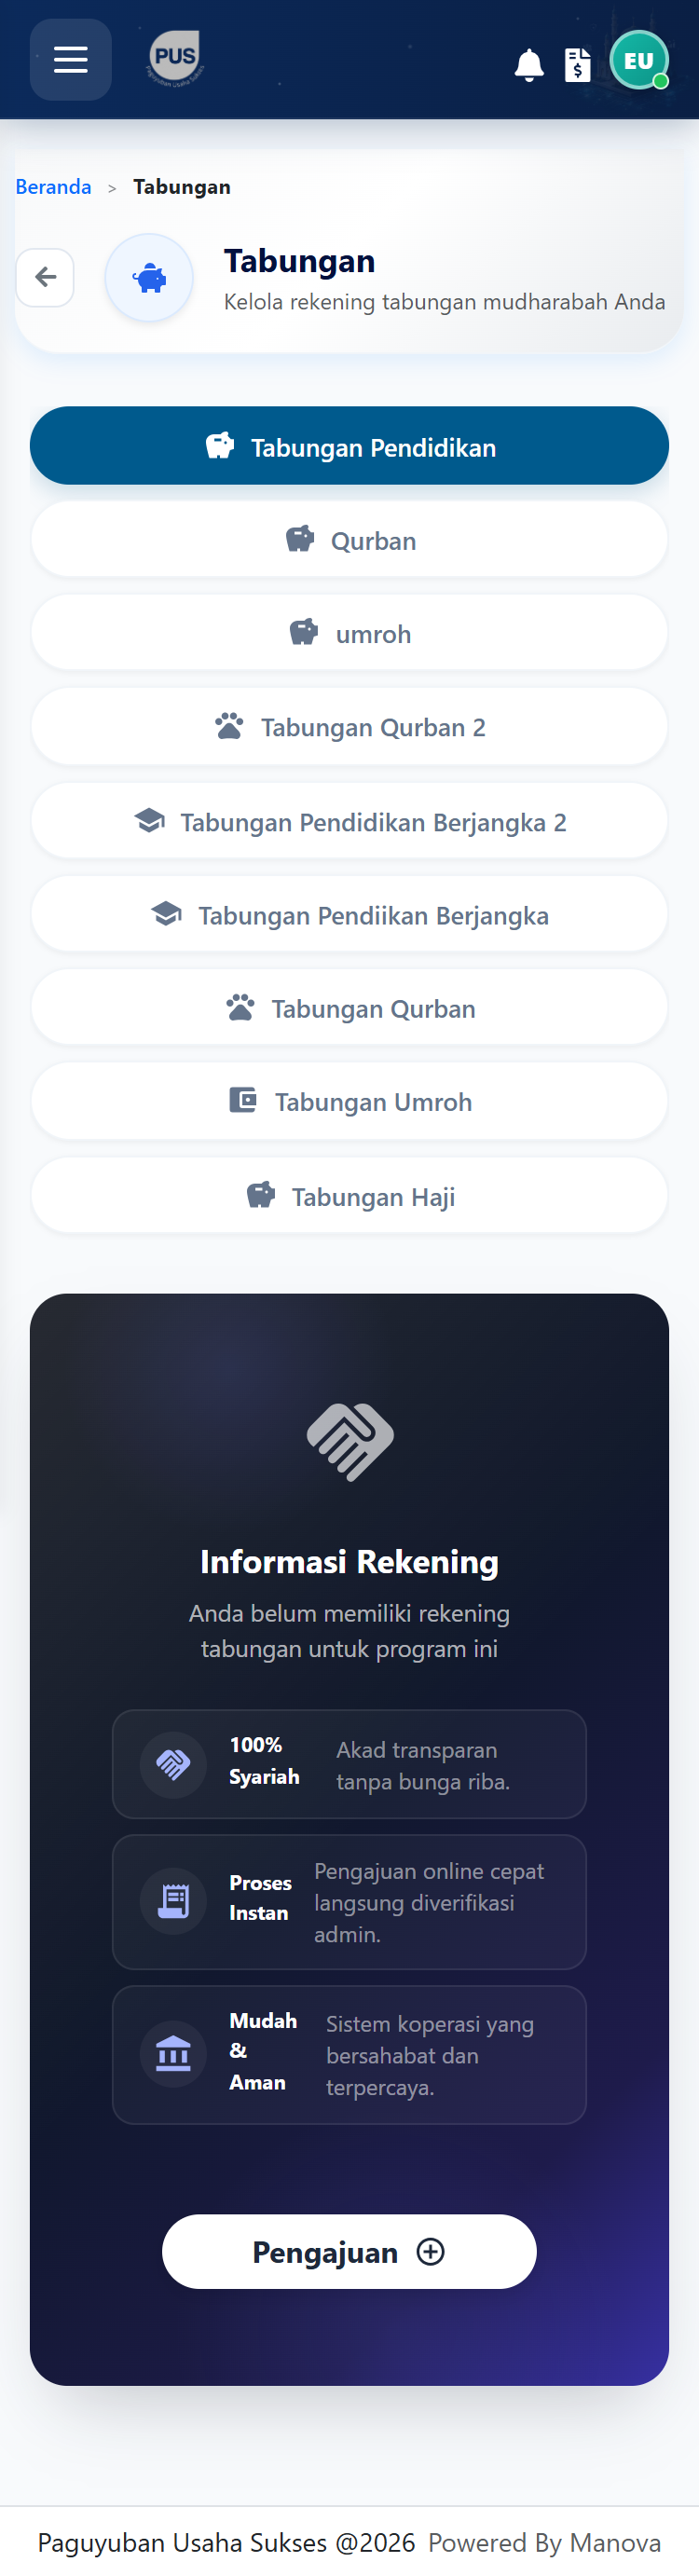 PUS
Paguyuban Usaha Sukses
EU
Beranda > Tabungan
Tabungan
Kelola rekening tabungan mudharabah Anda
Tabungan Pendidikan
Qurban
umroh
Tabungan Qurban 2
Tabungan Pendidikan Berjangka 2
Tabungan Pendiikan Berjangka
Tabungan Qurban
Tabungan Umroh
Tabungan Haji
Informasi Rekening
Anda belum memiliki rekening
tabungan untuk program ini
100%
Syariah
Akad transparan
tanpa bunga riba.
Proses
Instan
Pengajuan online cepat
langsung diverifikasi
admin.
Mudah
&
Aman
Sistem koperasi yang
bersahabat dan
terpercaya.
Pengajuan
Paguyuban Usaha Sukses @2026 Powered By Manova